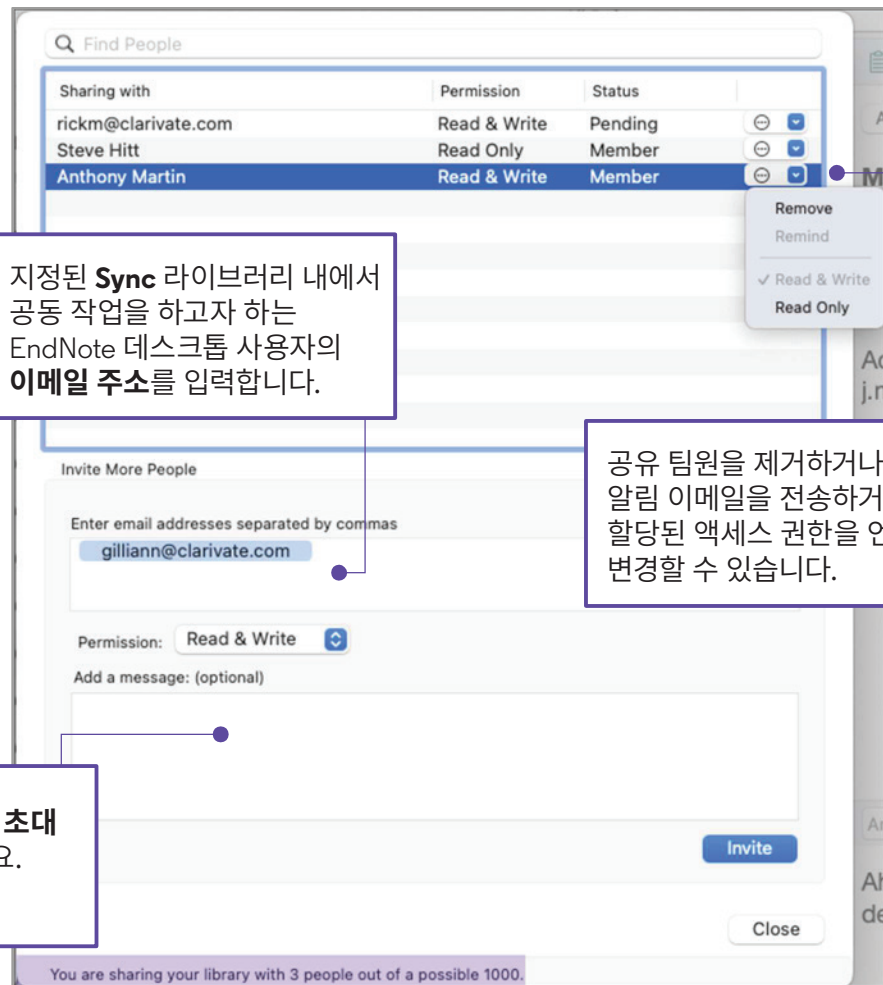 Find People
Sharing with Permission Status
rickm@clarivate.com Read & Write Pending
Steve Hitt Read Only Member
Anthony Martin Read & Write Member
Remove
Remind
✓ Read & Write
Read Only
지정된 Sync 라이브러리 내에서
공동 작업을 하고자 하는
EndNote 데스크톱 사용자의
이메일 주소를 입력합니다.
공유 팀원을 제거하거나
알림 이메일을 전송하거
할당된 액세스 권한을 언
변경할 수 있습니다.
Invite More People
Enter email addresses separated by commas
gilliann@clarivate.com
Permission: Read & Write
Add a message: (optional)
초대
요.
Invite
Close
You are sharing your library with 3 people out of a possible 1000.